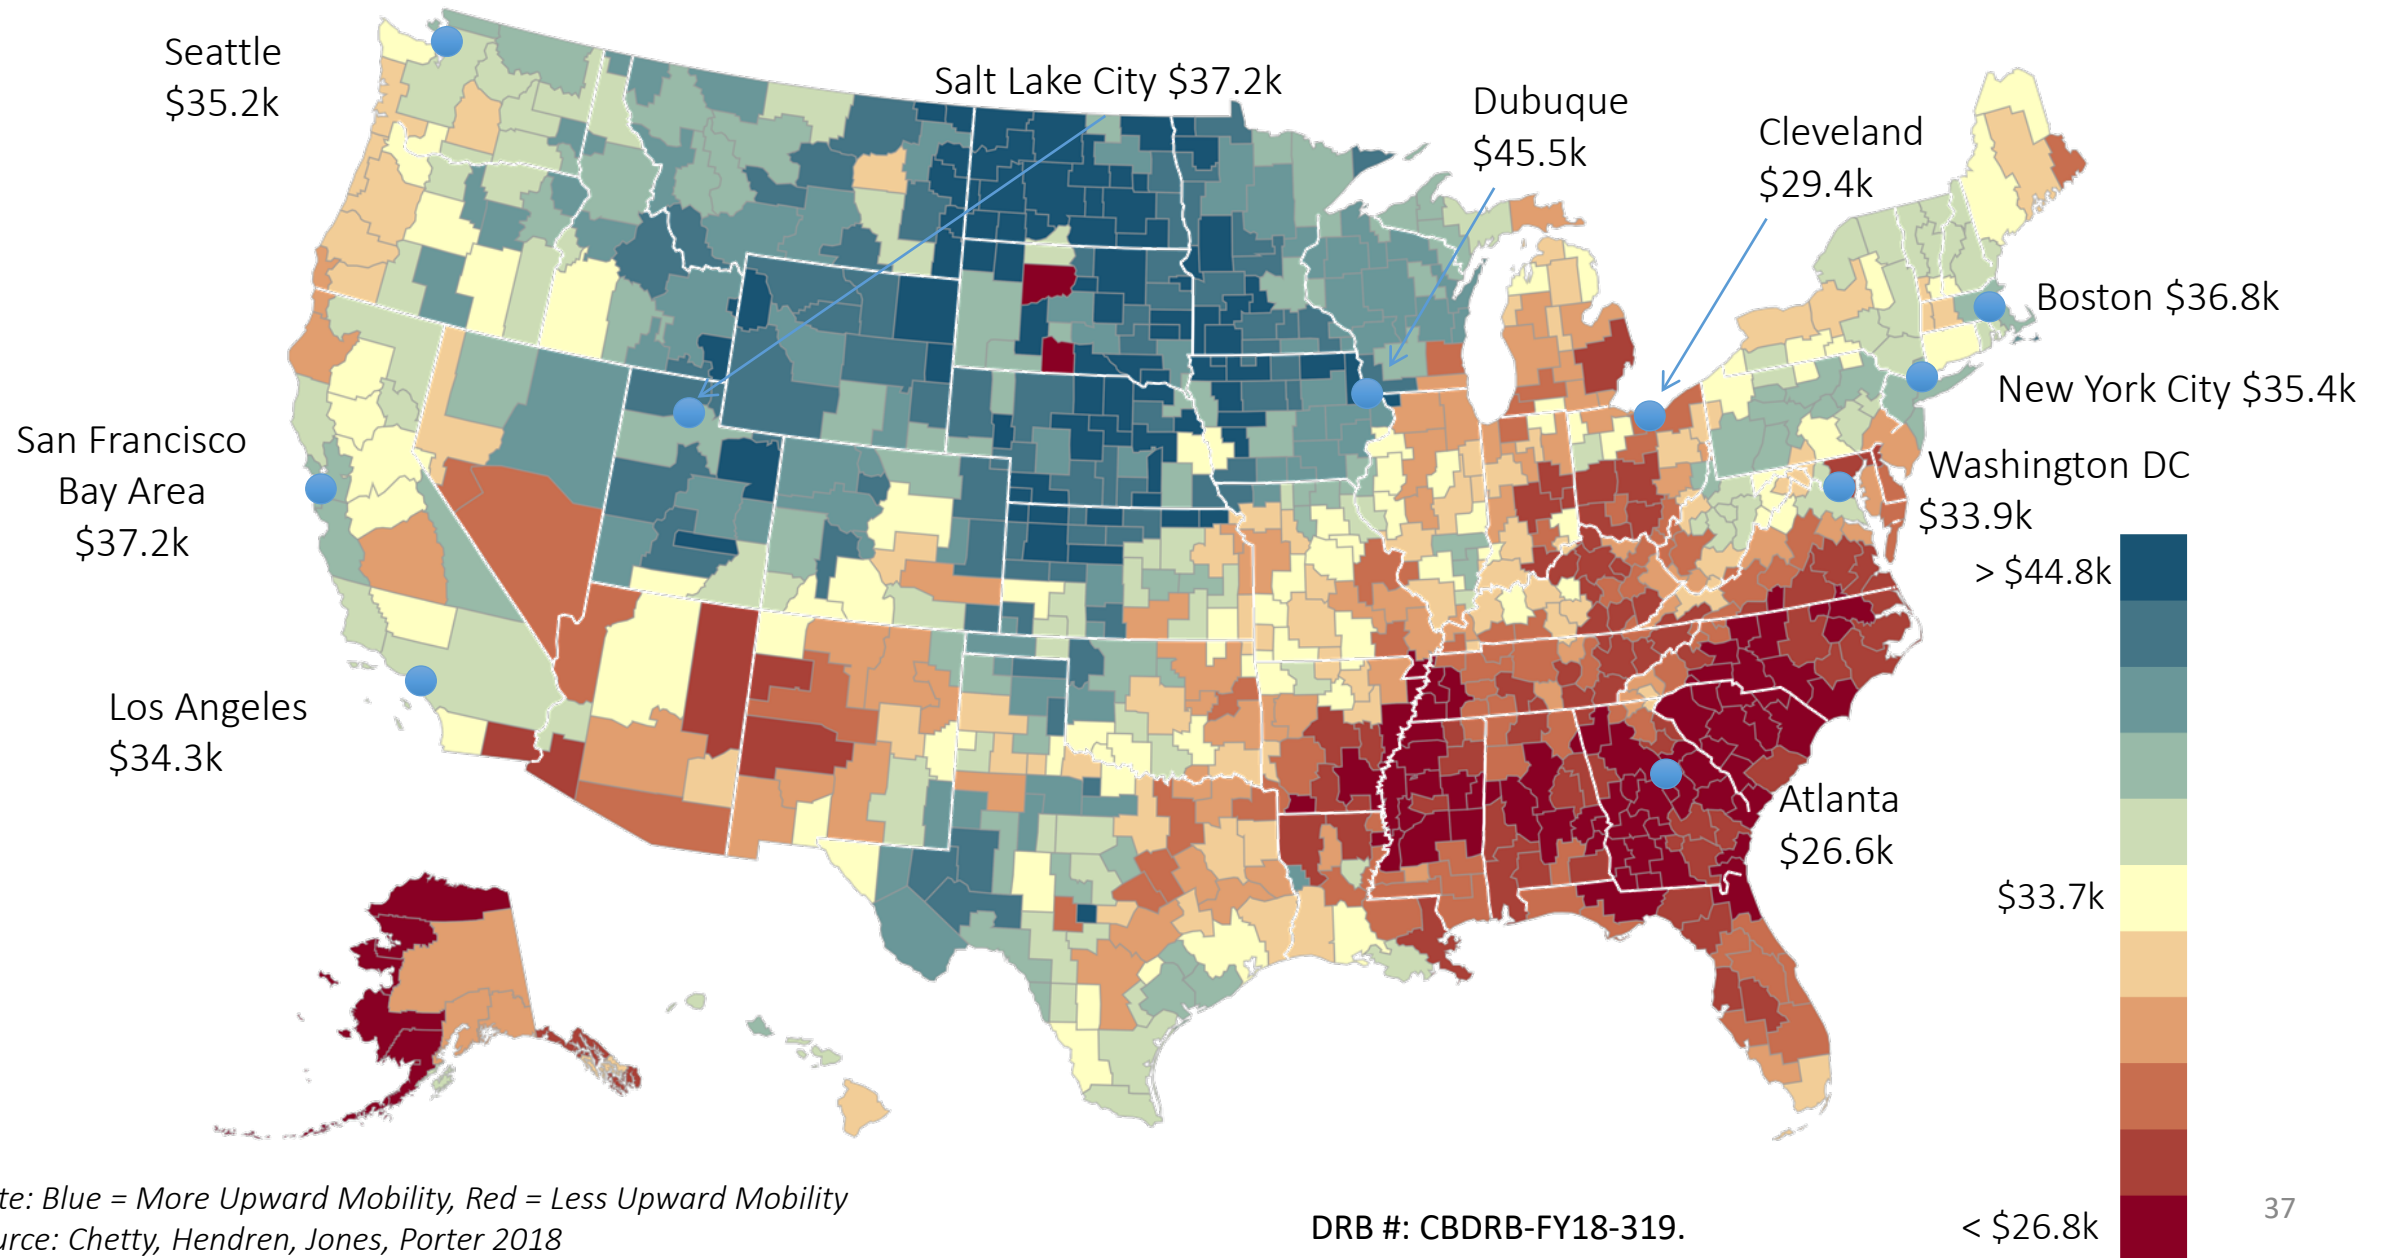 Seattle
$35.2k
Salt Lake City $37.2k
Dubuque
$45.5k
Cleveland
$29.4k
Boston $36.8k
New York City $35.4k
San Francisco
Bay Area
$37.2k
Washington DC
$33.9k
> $44.8k
Los Angeles
$34.3k
Atlanta
$26.6k
$33.7k
te: Blue = More Upward Mobility, Red = Less Upward Mobility
urce: Chetty, Hendren, Jones, Porter 2018
DRB #: CBDRB-FY18-319.
< $26.8k
37